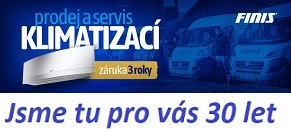 prodej a servis
FINIS
KLIMATIZACÍ
záruka 3 roky
Jsme tu pro vás 30 let